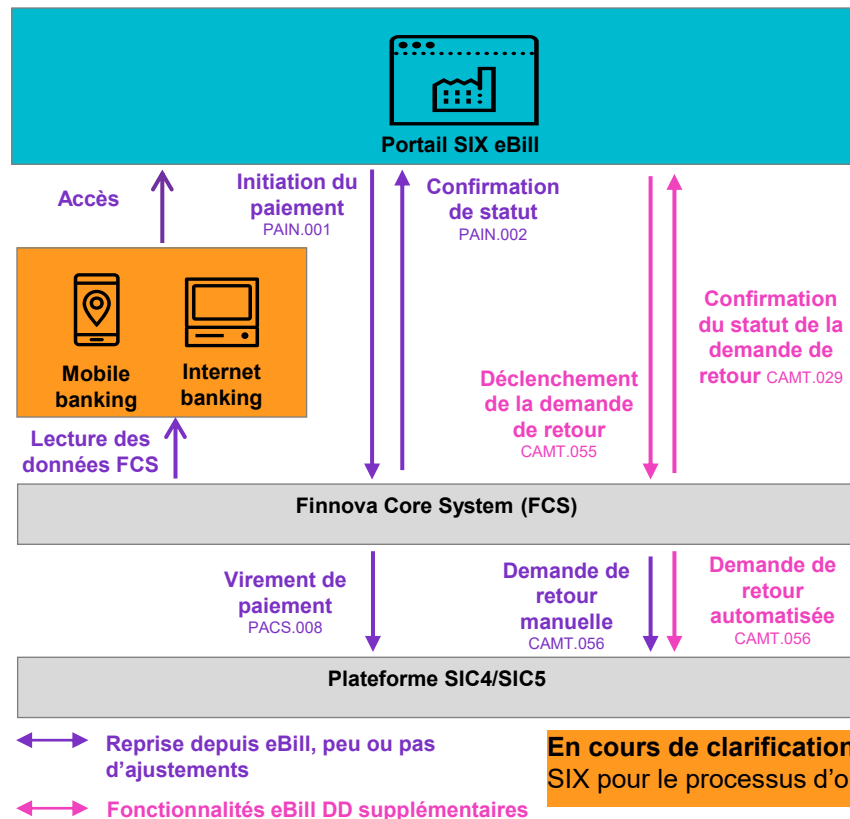 Portail SIX eBill
Accès
Initiation du
paiement
PAIN.001
Confirmation
de statut
PAIN.002
Mobile
banking
Internet
banking
Confirmation
du statut de la
demande de
retour CAMT.029
Déclenchement
de la demande
de retour
CAMT.055
Lecture des
données FCS
Finnova Core System (FCS)
Virement de
paiement
PACS.008
Demande de
retour
manuelle
CAMT.056
Demande de
retour
automatisée
CAMT.056
Plateforme SIC4/SIC5
Reprise depuis eBill, peu ou pas
d’ajustements
Fonctionnalités eBill DD supplémentaires
En cours de clarification
SIX pour le processus d’o